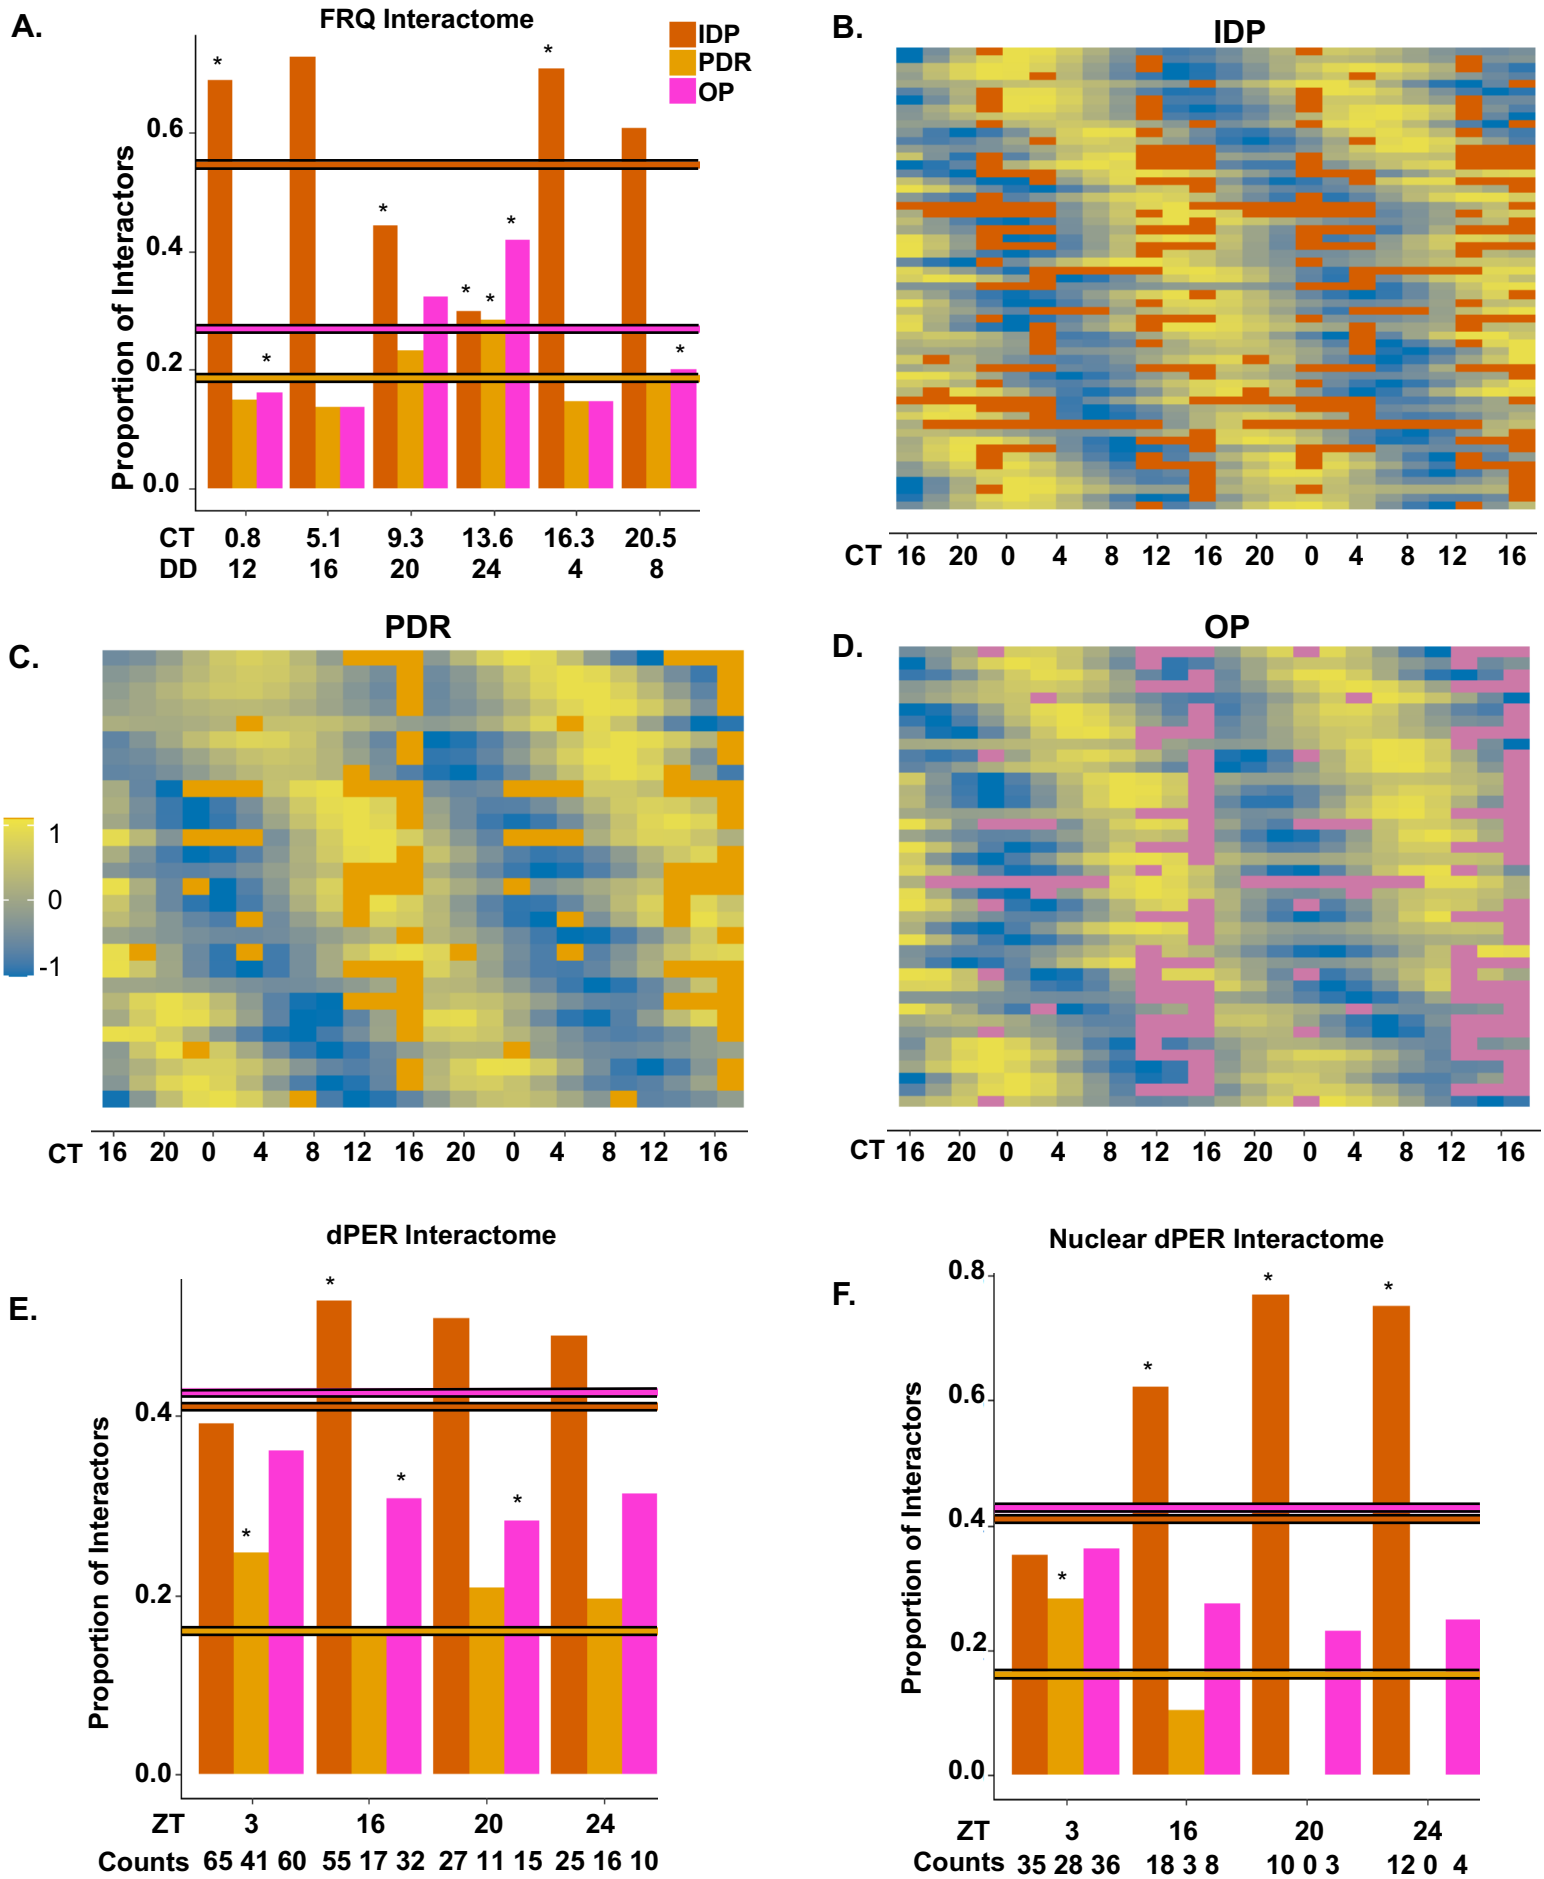 A.
FRQ Interactome
IDP
PDR
OP
*
*
*
*
*
*
*
*
Proportion of Interactors
0.6
0.4
0.2
0.0
CT 0.8 5.1 9.3 13.6 16.3 20.5
DD 12 16 20 24 4 8
B.
IDP
CT 16 20 0 4 8 12 16 20 0 4 8 12 16
C.
PDR
1
0
-1
CT 16 20 0 4 8 12 16 20 0 4 8 12 16
D.
OP
CT 16 20 0 4 8 12 16 20 0 4 8 12 16
E.
dPER Interactome
*
*
*
*
Proportion of Interactors
0.4
0.2
0.0
ZT 3 16 20 24
Counts 65 41 60 55 17 32 27 11 15 25 16 10
F.
Nuclear dPER Interactome
*
*
*
*
Proportion of Interactors
0.8
0.6
0.4
0.2
0.0
ZT 3 16 20 24
Counts 35 28 36 18 3 8 10 0 3 12 0 4